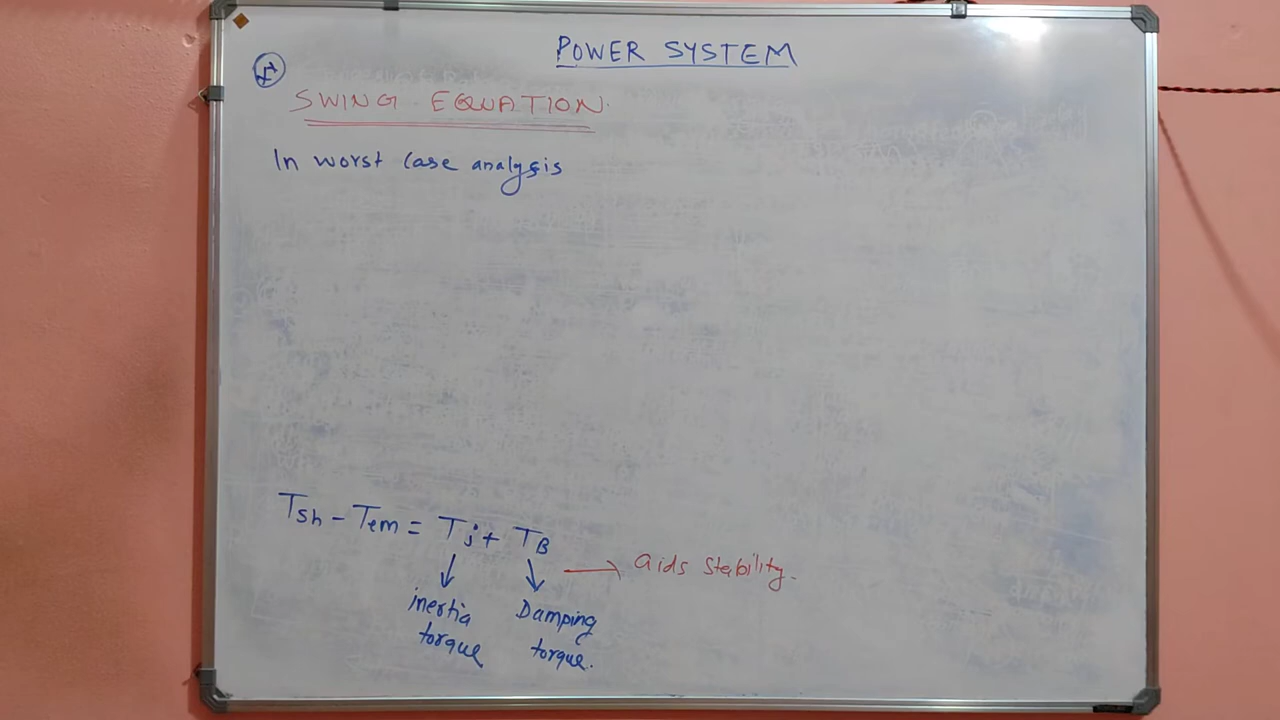 POWER SYSTEM
SWING EQUATION.
In worst case analysis
Tsh - Tem = Tj + TB
aids stability.
inertia torque
Damping torque.